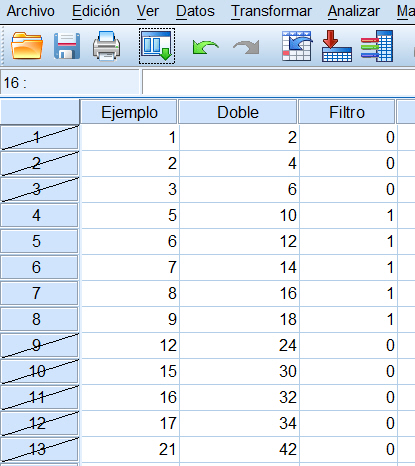 Archivo Edición Ver Datos Transformar Analizar Ma
16 :
Ejemplo Doble Filtro
1 1 2 0
2 2 4 0
3 3 6 0
4 5 10 1
5 6 12 1
6 7 14 1
7 8 16 1
8 9 18 1
9 12 24 0
10 15 30 0
11 16 32 0
12 17 34 0
13 21 42 0